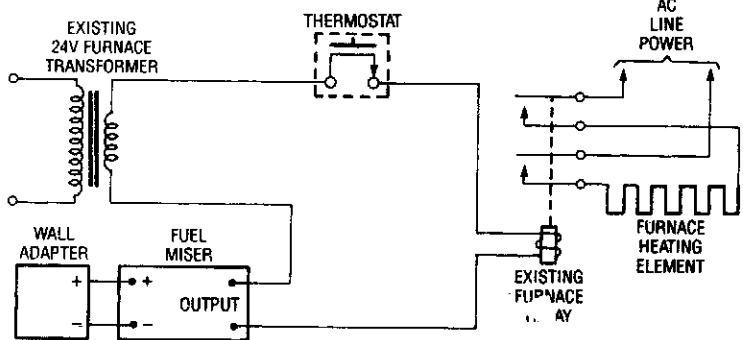 EXISTING
24V FURNACE
TRANSFORMER
THERMOSTAT
AC
LINE
POWER
WALL
ADAPTER
FUEL
MISER
+
+
OUTPUT
−
−
EXISTING
FURNACE
HEATING
ELEMENT